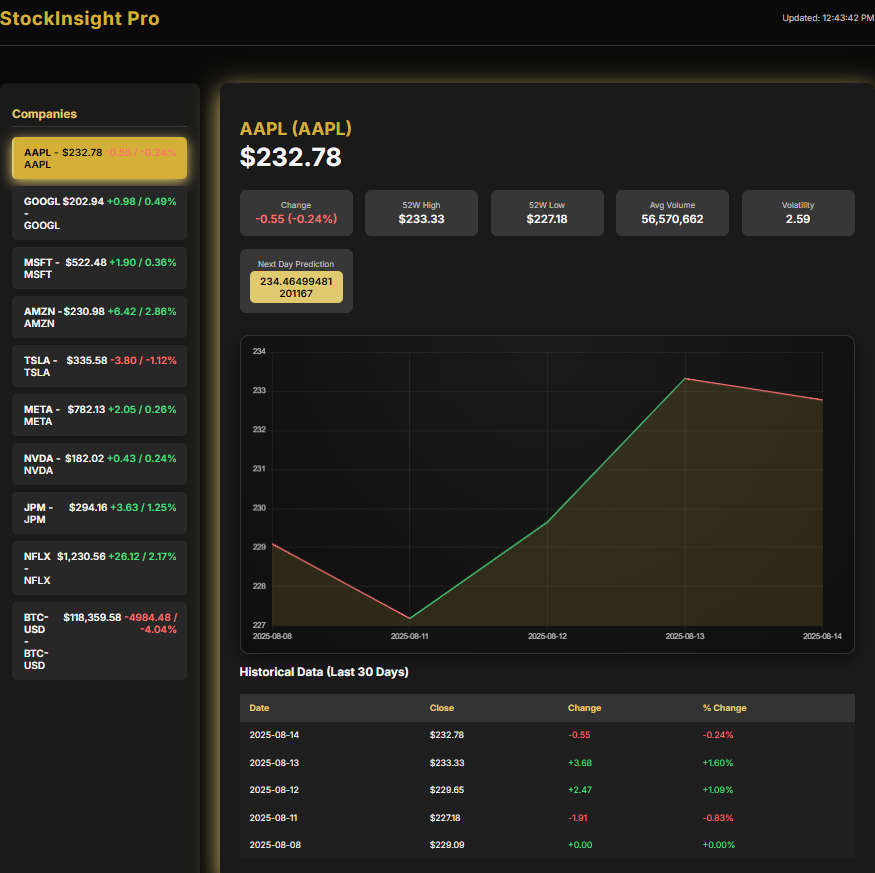 StockInsight Pro
Updated: 12:43:42 PM
Companies
AAPL - $232.78 -0.55 / -0.24%
AAPL
GOOGL $202.94 +0.98 / 0.49%
-
GOOGL
MSFT - $522.48 +1.90 / 0.36%
MSFT
AMZN - $230.98 +6.42 / 2.86%
AMZN
TSLA - $335.58 -3.80 / -1.12%
TSLA
META - $782.13 +2.05 / 0.26%
META
NVDA - $182.02 +0.43 / 0.24%
NVDA
JPM - $294.16 +3.63 / 1.25%
JPM
NFLX $1,230.56 +26.12 / 2.17%
-
NFLX
BTC- $118,359.58 -4984.48 /
USD -4.04%
-
BTC-
USD
AAPL (AAPL)
$232.78
Change
-0.55 (-0.24%)
52W High
$233.33
52W Low
$227.18
Avg Volume
56,570,662
Volatility
2.59
Next Day Prediction
234.46499481
201167
234
233
232
231
230
229
228
227
2025-08-08 2025-08-11 2025-08-12 2025-08-13 2025-08-14
Historical Data (Last 30 Days)
Date Close Change % Change
2025-08-14 $232.78 -0.55 -0.24%
2025-08-13 $233.33 +3.68 +1.60%
2025-08-12 $229.65 +2.47 +1.09%
2025-08-11 $227.18 -1.91 -0.83%
2025-08-08 $229.09 +0.00 +0.00%